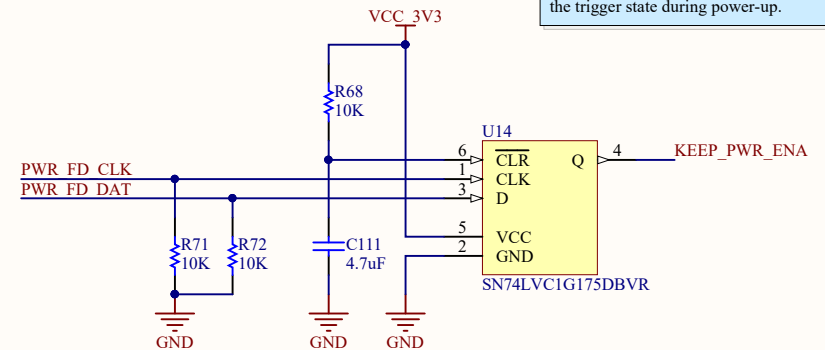 the trigger state during power-up.
VCC_3V3
R68
10K
U14
6
CLR
Q
4
KEEP_PWR_ENA
PWR_FD_CLK
1
CLK
PWR_FD_DAT
3
D
R71
10K
R72
10K
C111
4.7uF
5
VCC
2
GND
SN74LVC1G175DBVR
GND
GND
GND